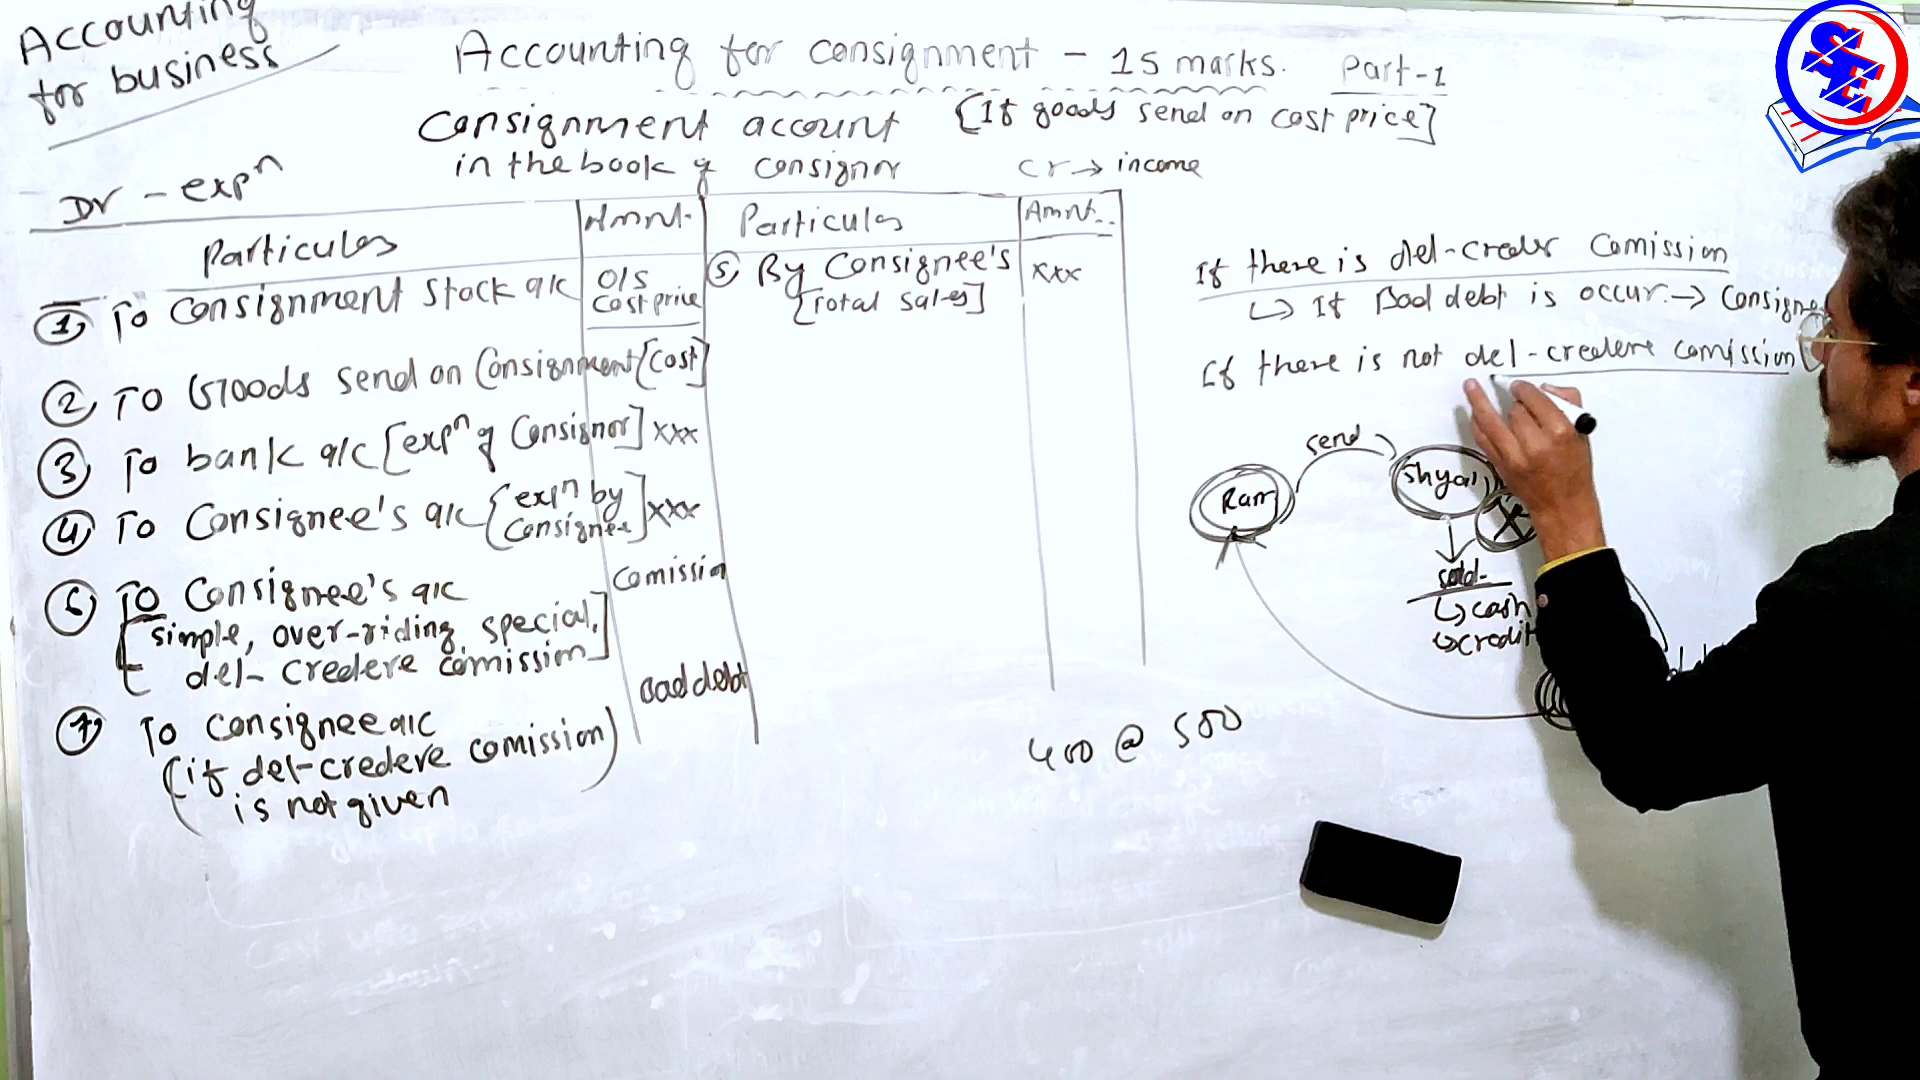 Accounting
for business
Accounting for consignment - 15 marks. Part-1
Consignment account [If goods send on cost price]
in the book of consignor cr → income
Dr - expn
Particulas Amnt. Particulas Amnt..
① To Consignment stock a/c O/S cost price ⑤ By Consignee's xxx
[Total sales]
② To Goods send on Consignment [cost]
③ To bank a/c [expn of Consignor] xxx
④ To Consignee's a/c [expn by Consignee] xxx
⑥ To Consignee's a/c comission
[simple, over-riding, special,
del-credere comission]
⑦ To Consignee a/c Bad debt
(if del-credere comission
is not given)
If there is del-creder comission
↳ If Bad debt is occur. → Consignee
If there is not del-credere comission
Ram send Shya
sold-
↳ cash
↳ credit
400 @ 500
SEE